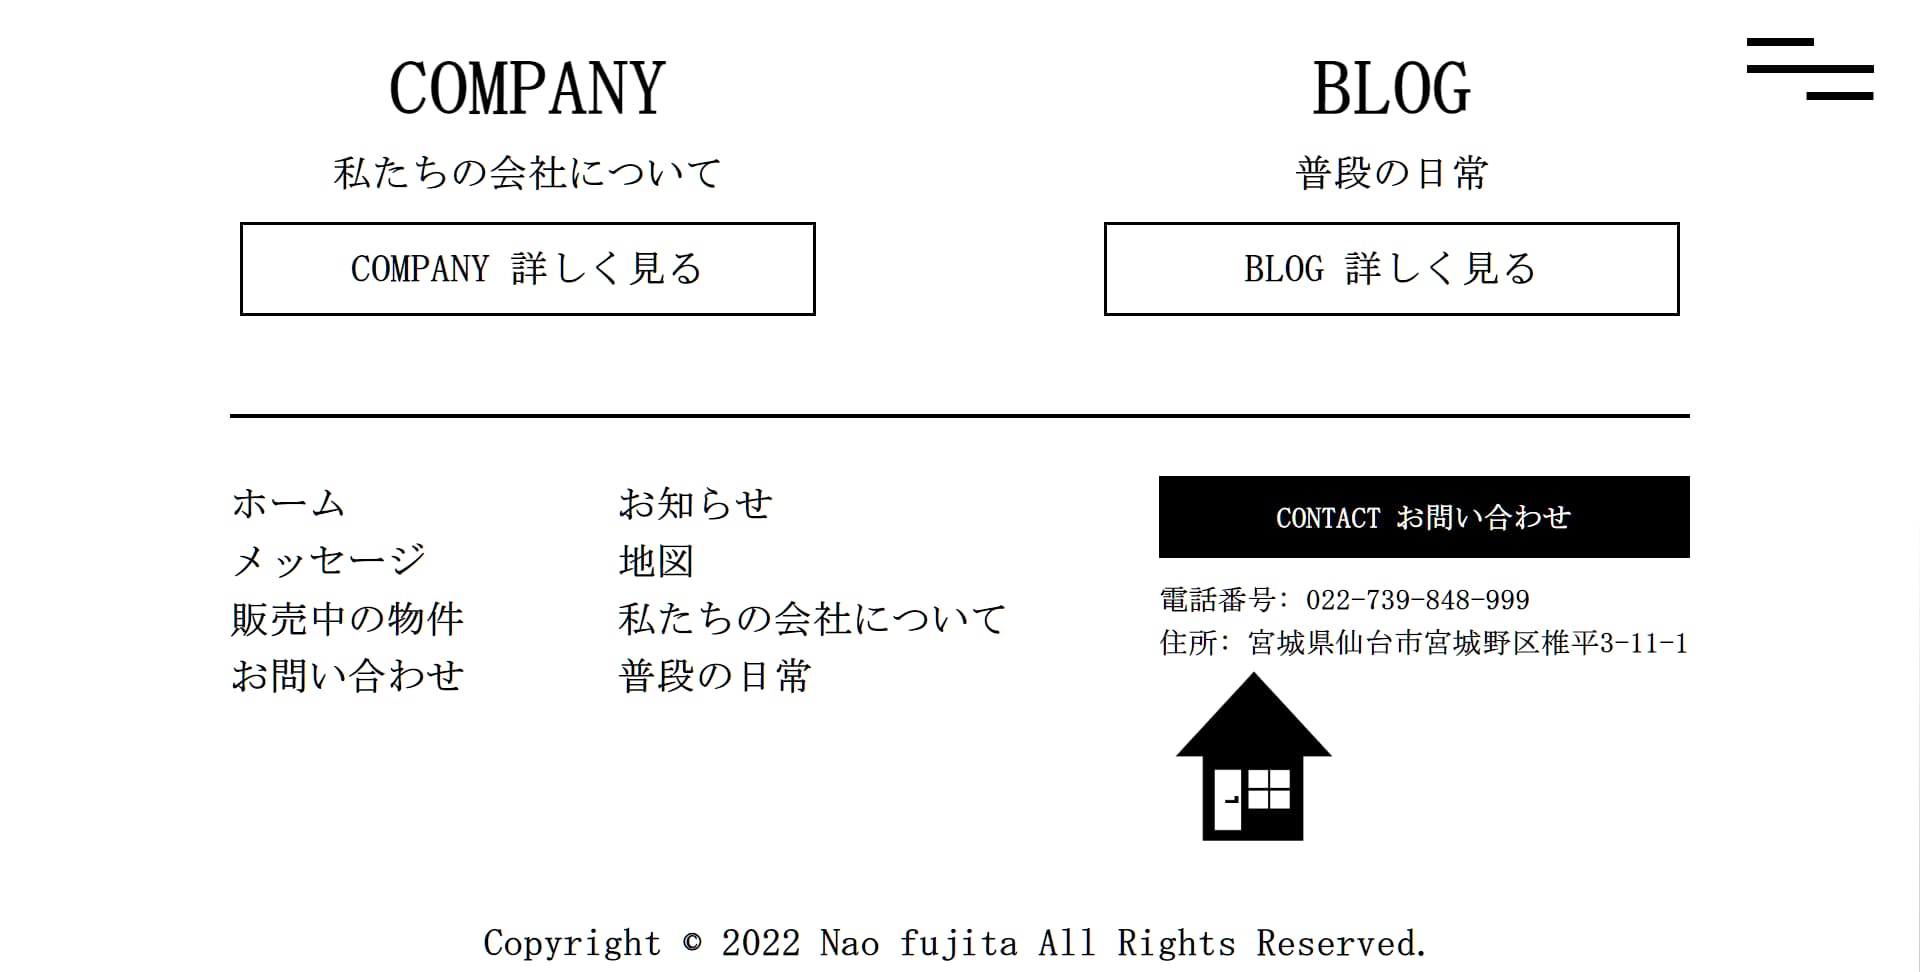 COMPANY
私たちの会社について
COMPANY 詳しく見る
BLOG
普段の日常
BLOG 詳しく見る
ホーム
メッセージ
販売中の物件
お問い合わせ
お知らせ
地図
私たちの会社について
普段の日常
CONTACT お問い合わせ
電話番号: 022-739-848-999
住所: 宮城県仙台市宮城野区椎平3-11-1
Copyright © 2022 Nao fujita All Rights Reserved.